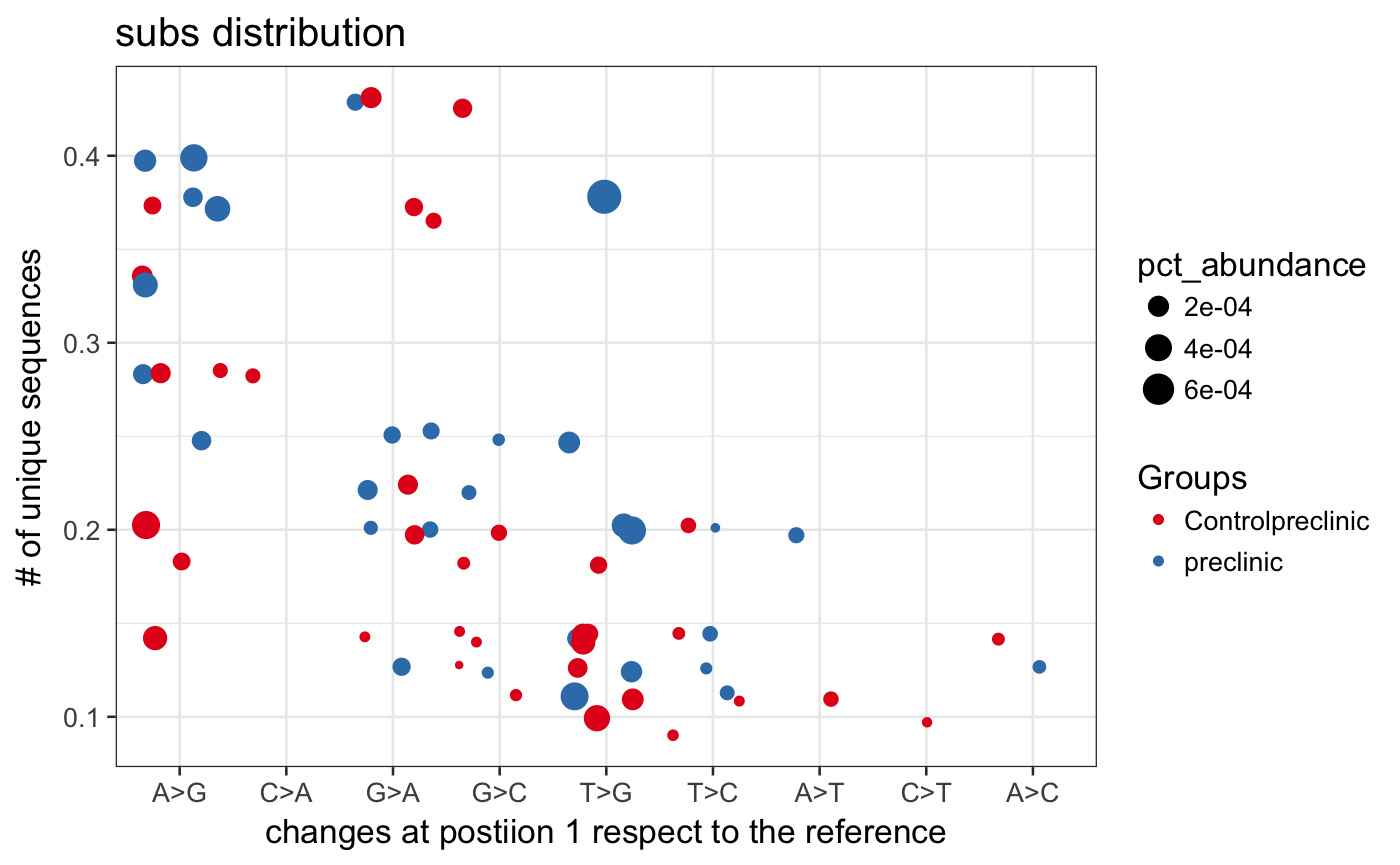 subs distribution
# of unique sequences
0.4
0.3
0.2
0.1
A>G C>A G>A G>C T>G T>C A>T C>T A>C
changes at postiion 1 respect to the reference
pct_abundance
2e-04
4e-04
6e-04
Groups
Controlpreclinic
preclinic